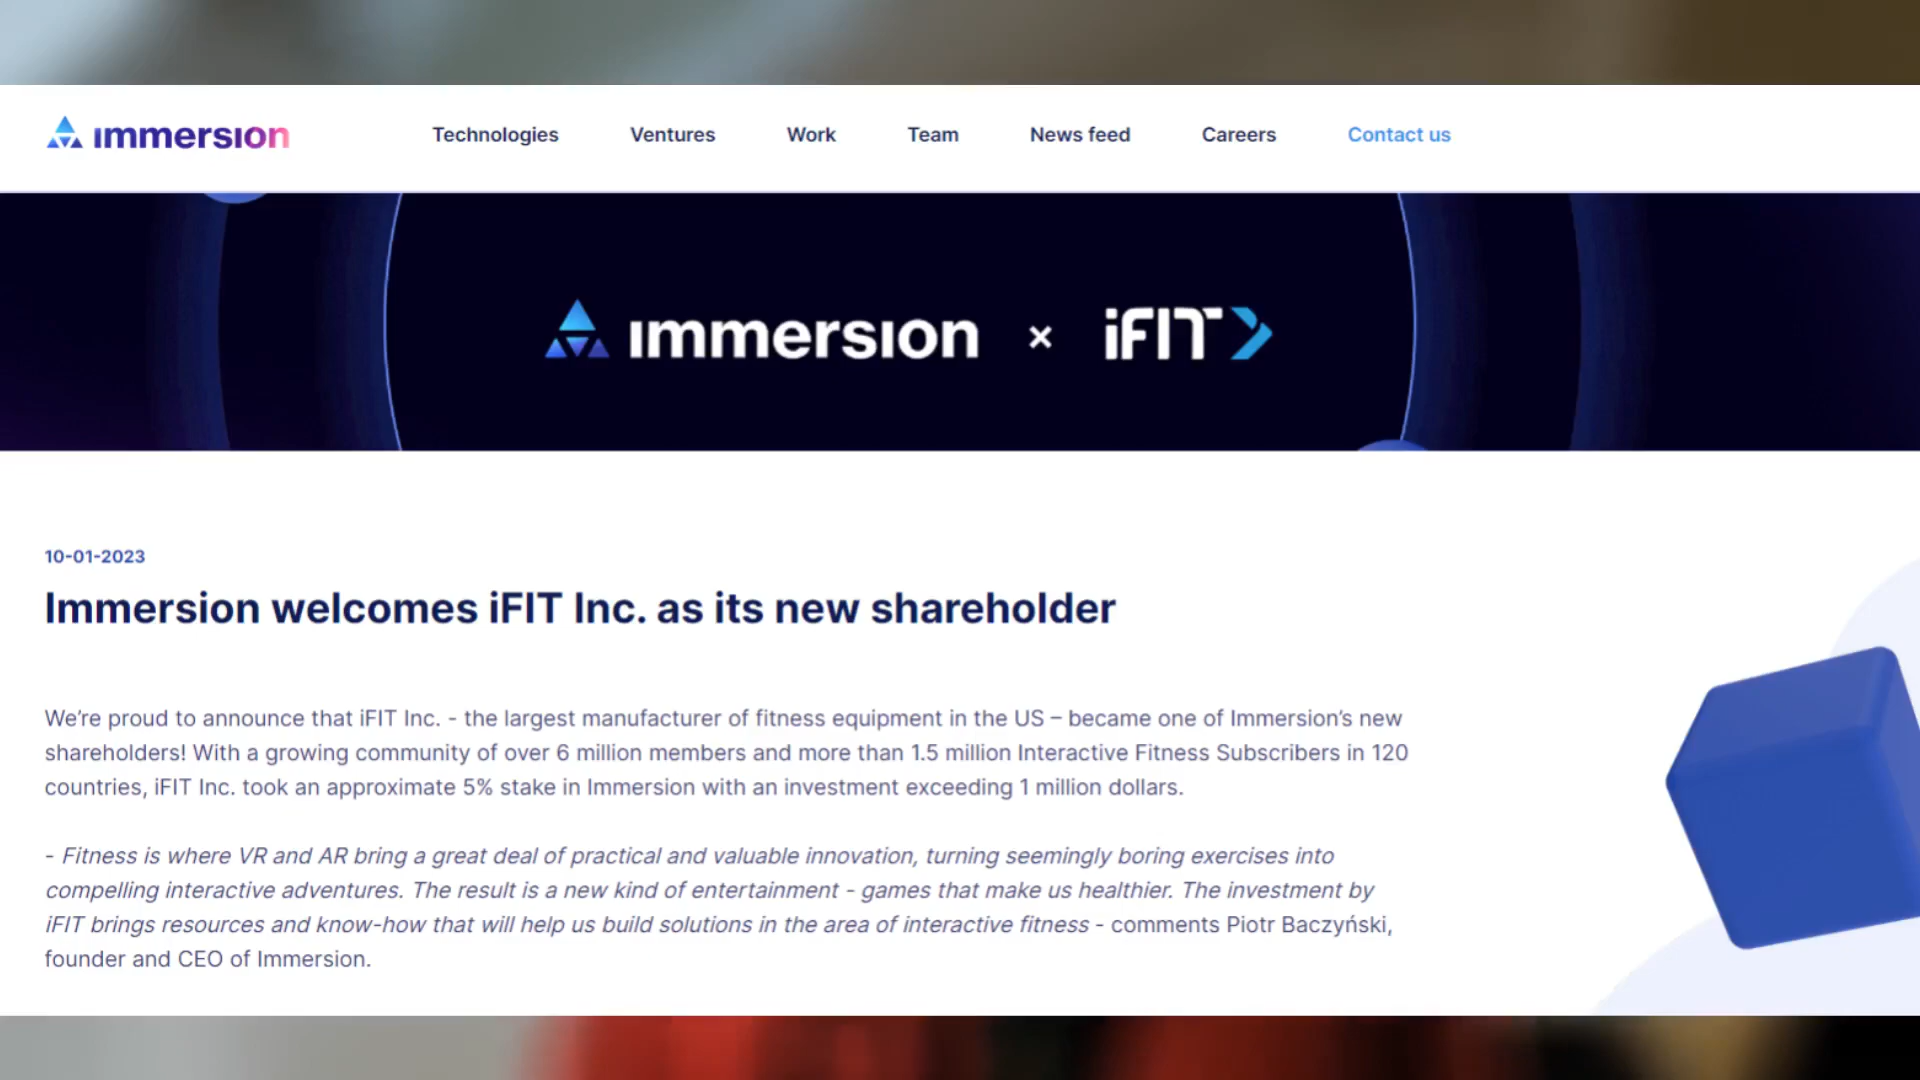 immersion
Technologies
Ventures
Work
Team
News feed
Careers
Contact us
immersion × iFIT
10-01-2023
Immersion welcomes iFIT Inc. as its new shareholder
We’re proud to announce that iFIT Inc. - the largest manufacturer of fitness equipment in the US – became one of Immersion’s new
shareholders! With a growing community of over 6 million members and more than 1.5 million Interactive Fitness Subscribers in 120
countries, iFIT Inc. took an approximate 5% stake in Immersion with an investment exceeding 1 million dollars.
- Fitness is where VR and AR bring a great deal of practical and valuable innovation, turning seemingly boring exercises into
compelling interactive adventures. The result is a new kind of entertainment - games that make us healthier. The investment by
iFIT brings resources and know-how that will help us build solutions in the area of interactive fitness - comments Piotr Baczyński,
founder and CEO of Immersion.